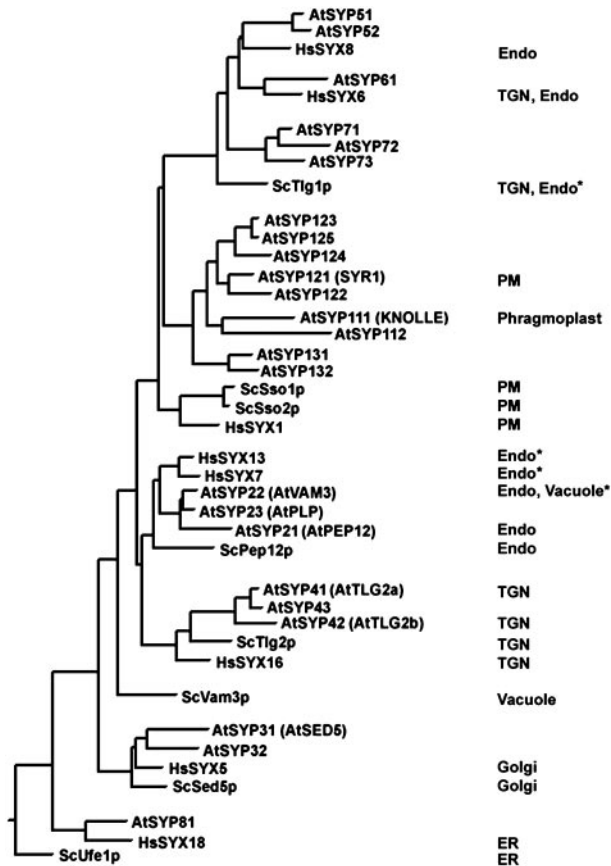 AtSYP51
AtSYP52
HsSYX8 Endo
AtSYP61
HsSYX6 TGN, Endo
AtSYP71
AtSYP72
AtSYP73
ScTlg1p TGN, Endo*
AtSYP123
AtSYP125
AtSYP124
AtSYP121 (SYR1) PM
AtSYP122
AtSYP111 (KNOLLE) Phragmoplast
AtSYP112
AtSYP131
AtSYP132
ScSso1p PM
ScSso2p PM
HsSYX1 PM
HsSYX13 Endo*
HsSYX7 Endo*
AtSYP22 (AtVAM3) Endo, Vacuole*
AtSYP23 (AtPLP)
AtSYP21 (AtPEP12) Endo
ScPep12p Endo
AtSYP41 (AtTLG2a) TGN
AtSYP43
AtSYP42 (AtTLG2b) TGN
ScTlg2p TGN
HsSYX16 TGN
ScVam3p Vacuole
AtSYP31 (AtSED5)
AtSYP32
HsSYX5 Golgi
ScSed5p Golgi
AtSYP81
HsSYX18 ER
ScUfe1p ER